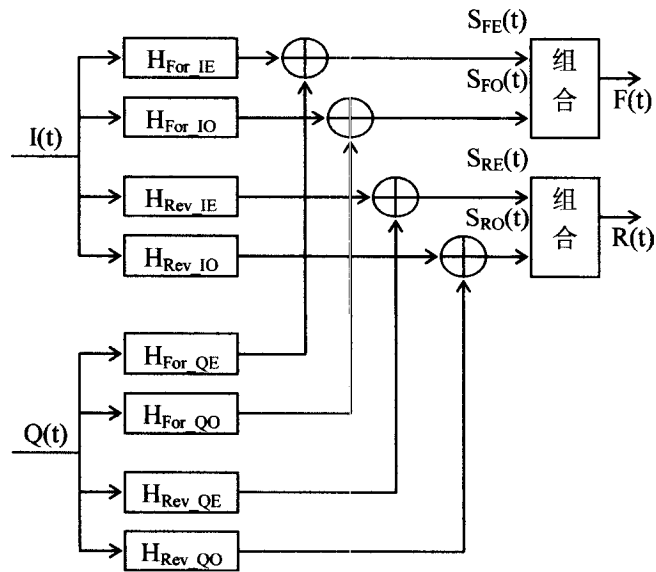 S_FE(t)
H_For_IE
组
合
F(t)
S_FO(t)
H_For_IO
I(t)
S_RE(t)
H_Rev_IE
组
合
R(t)
S_RO(t)
H_Rev_IO
H_For_QE
H_For_QO
Q(t)
H_Rev_QE
H_Rev_QO